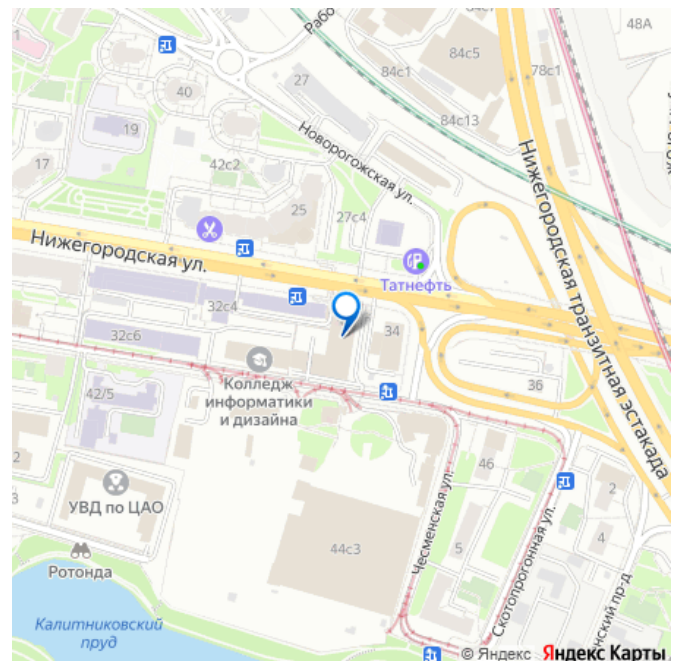 48А
84с5
84с1
78с1
27
40
84с13
19
Новорогожская ул.
17
42с2
25
27с4
Нижегородская ул.
Татнефть
Нижегородская транзитная эстакада
32с4
32с6
34
36
Колледж
информатики
и дизайна
42/5
2
46
2
УВД по ЦАО
Чесменская ул.
Скотопрогонная ул.
4
5
44с3
Ротонда
Калитниковский
пруд
© Яндекс Яндекс Карты